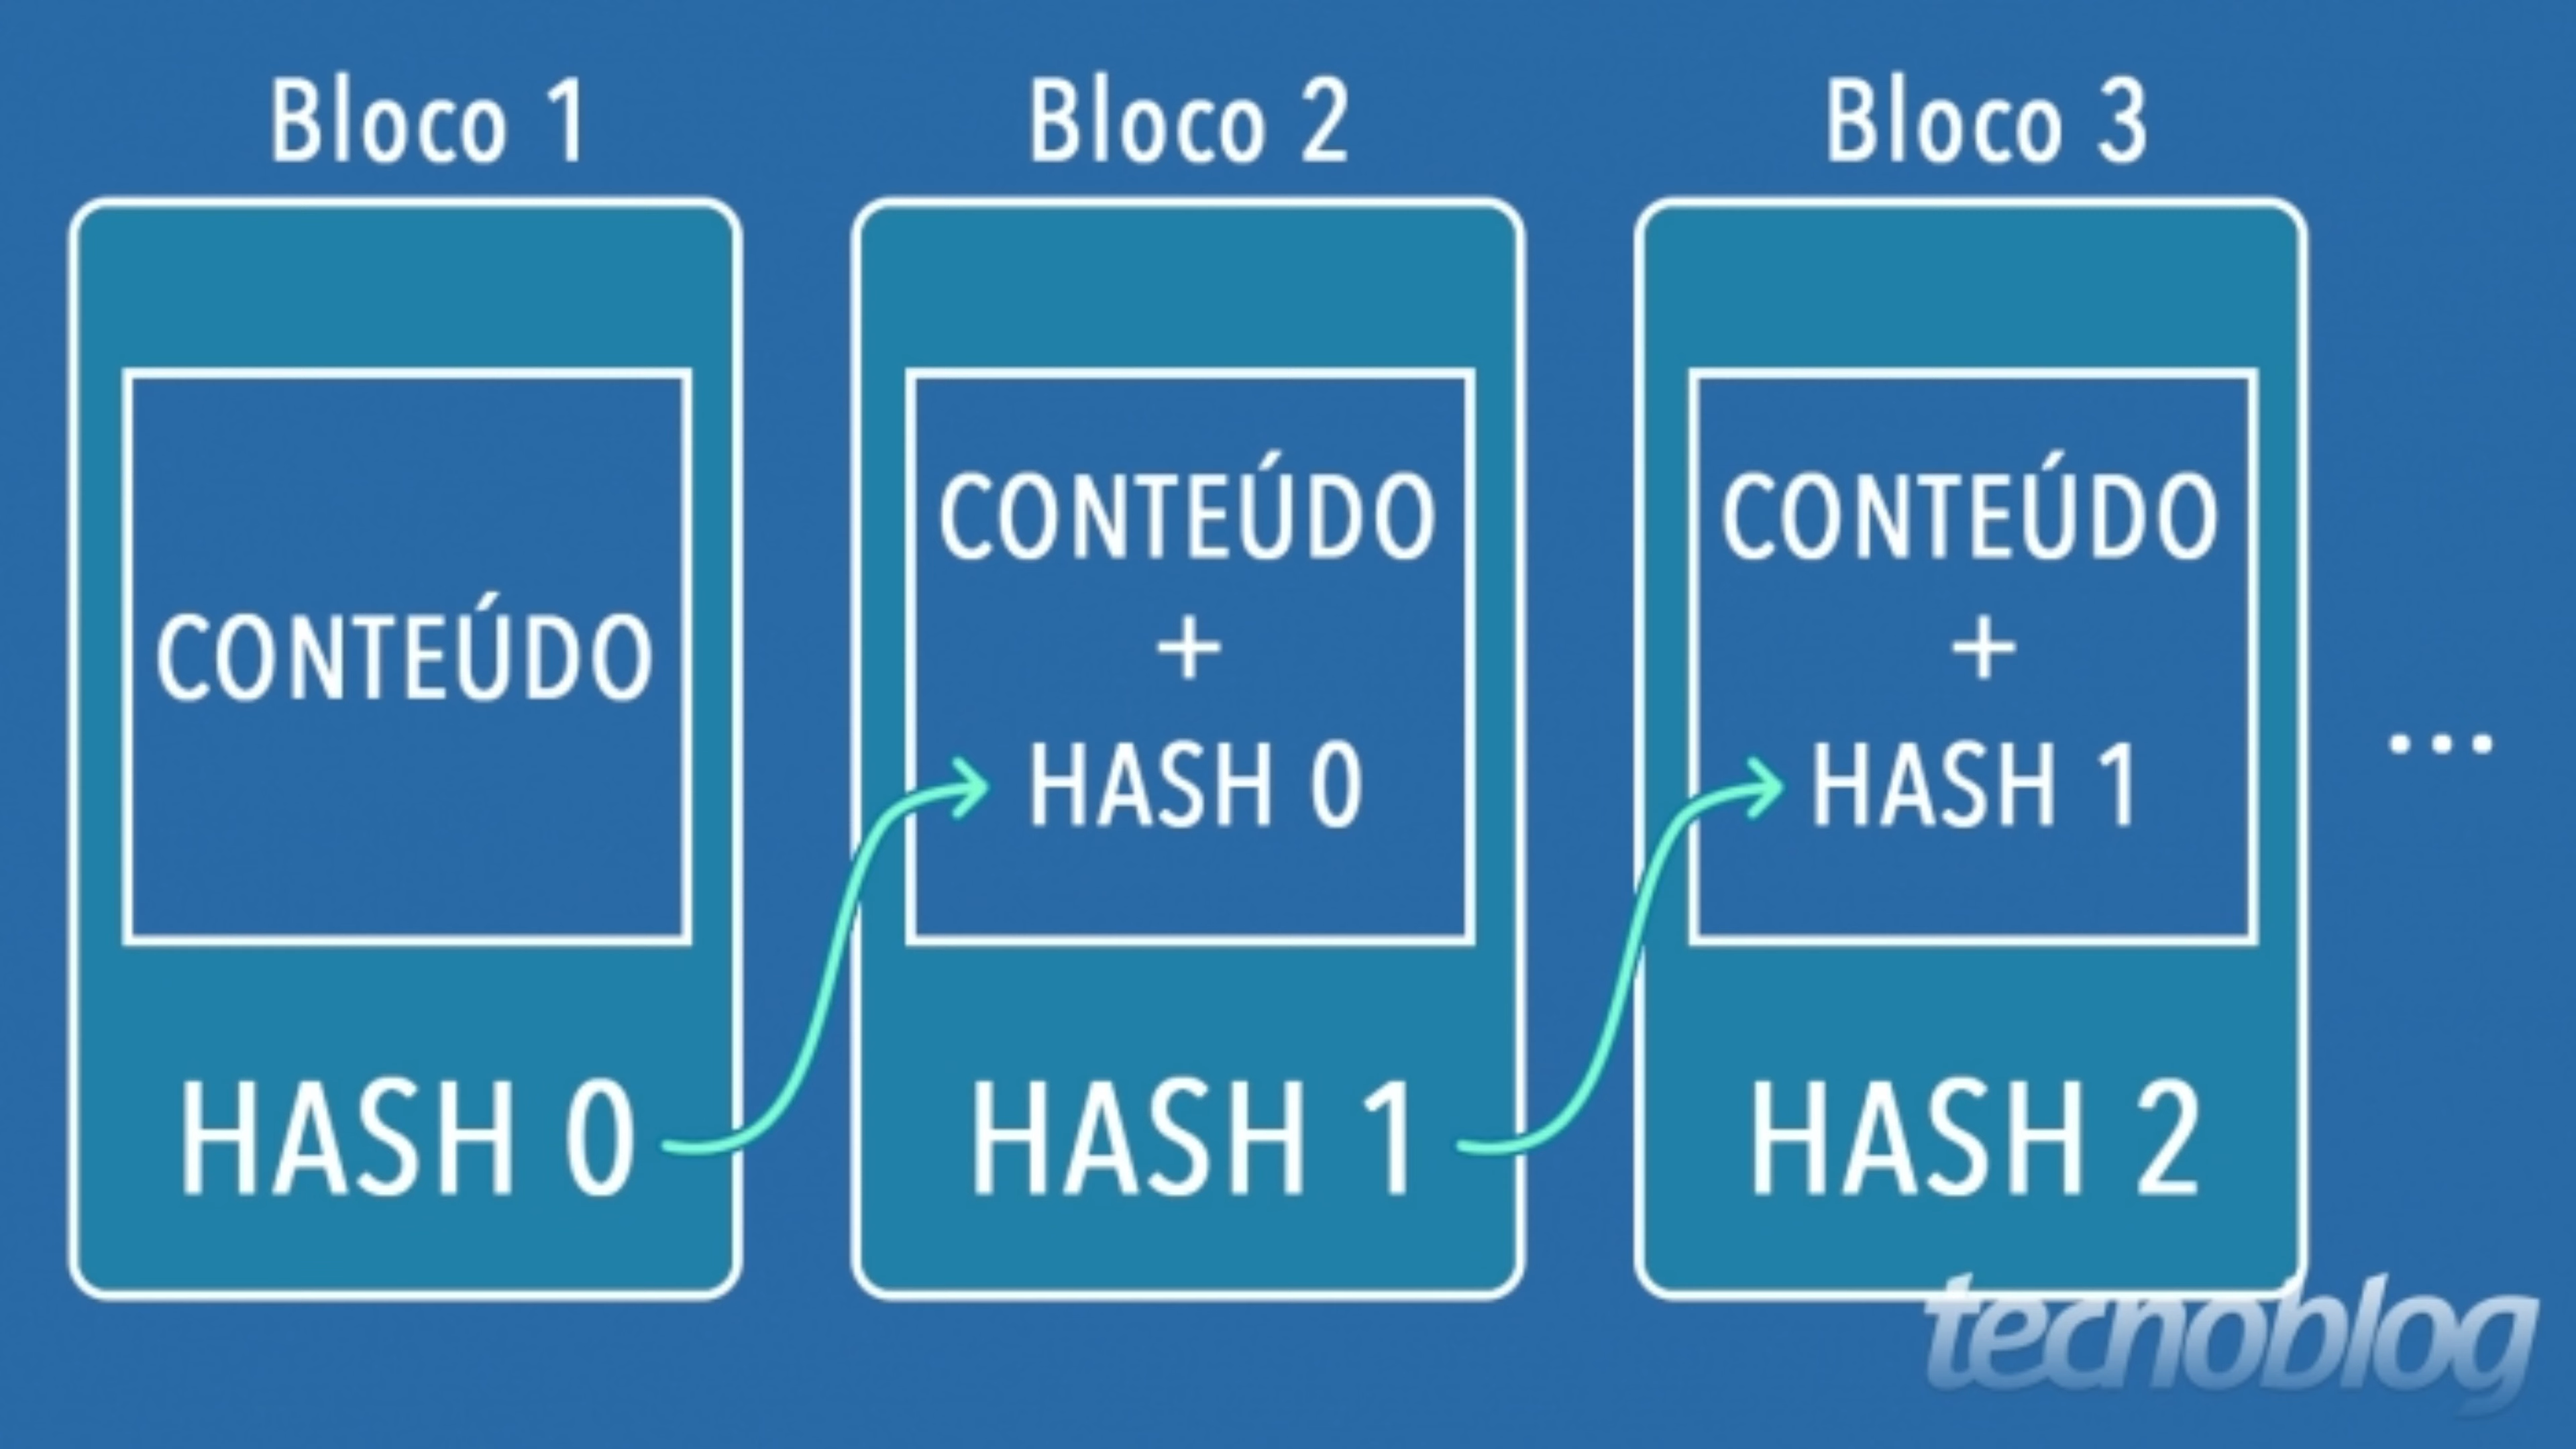 Bloco 1
CONTEÚDO
HASH 0
Bloco 2
CONTEÚDO
+
HASH 0
HASH 1
Bloco 3
CONTEÚDO
+
HASH 1
HASH 2
...
tecnoblog